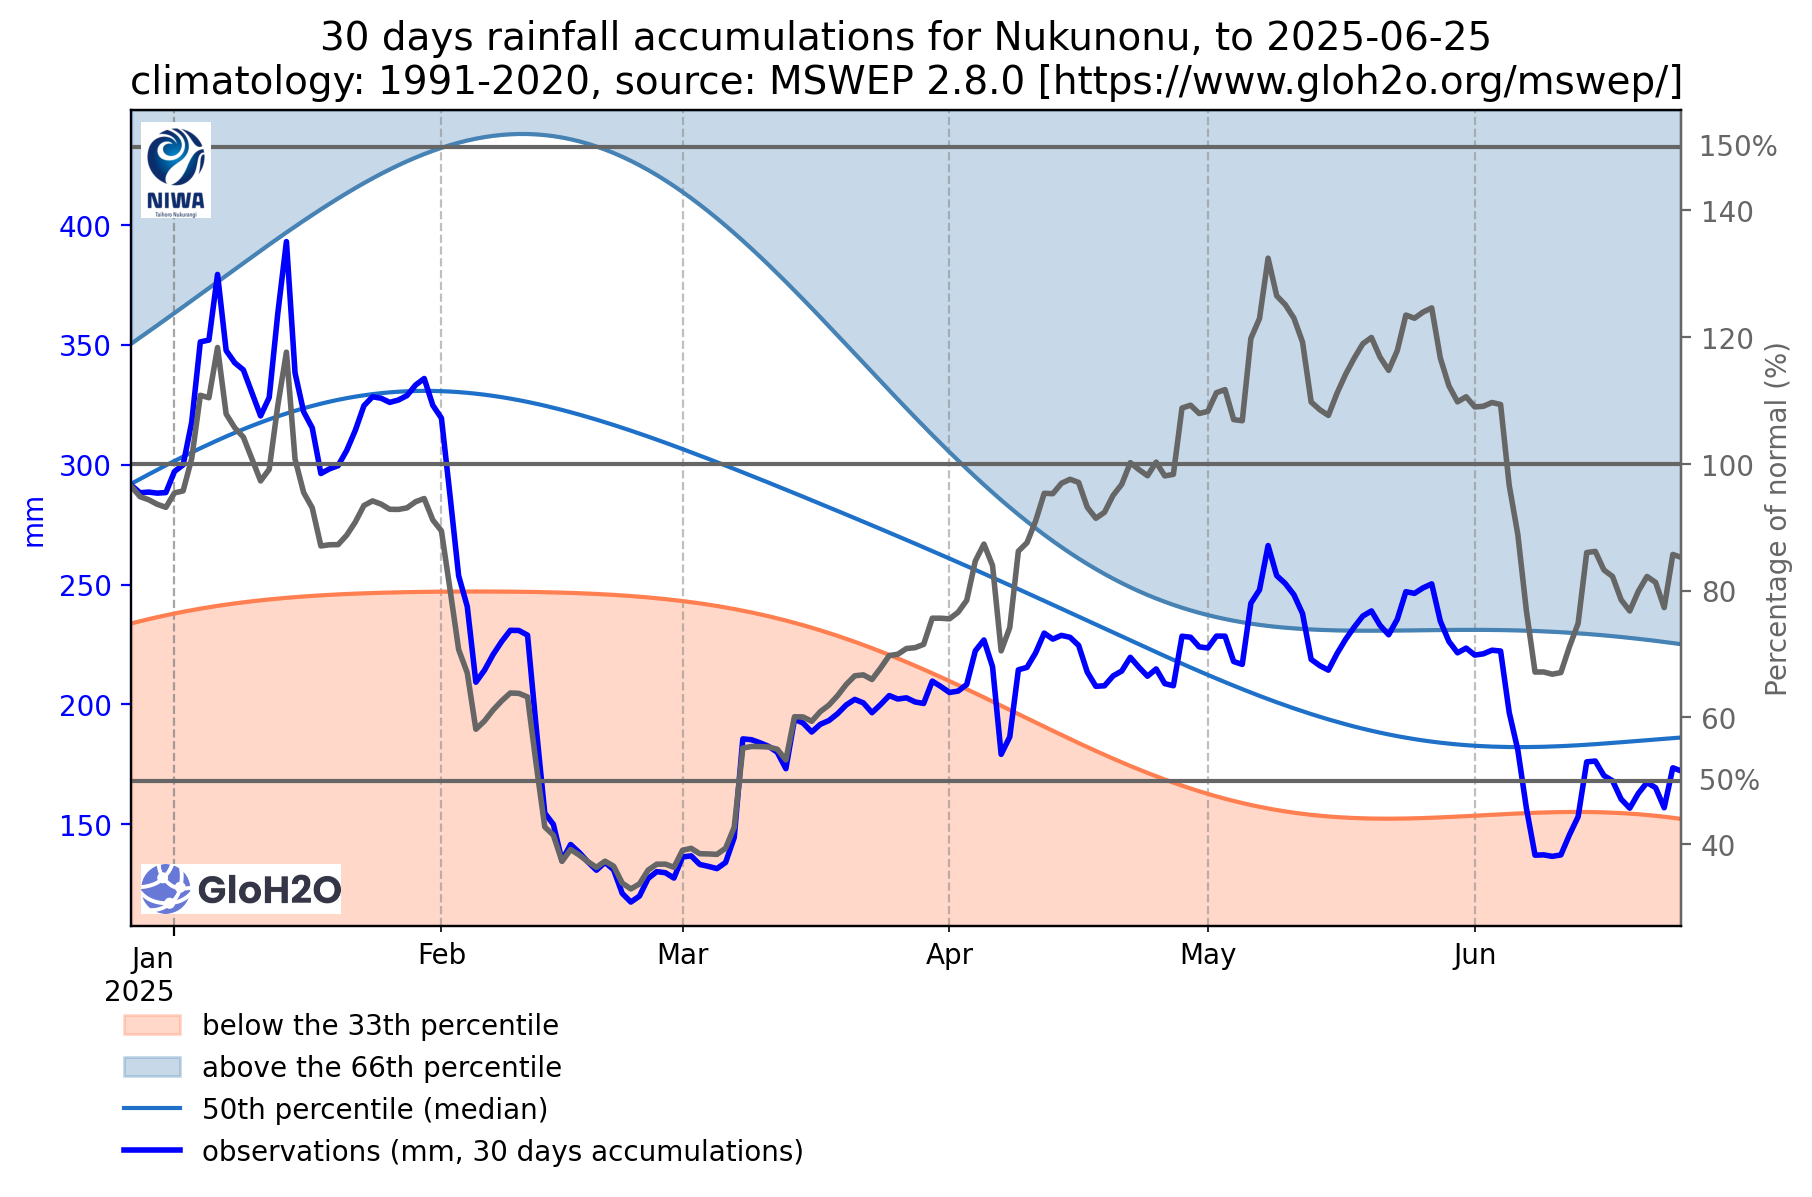 30 days rainfall accumulations for Nukunonu, to 2025-06-25
climatology: 1991-2020, source: MSWEP 2.8.0 [https://www.gloh2o.org/mswep/]
NIWA
Taihoro Nukurangi
400
350
300
250
200
150
mm
150%
140
120
100
80
60
50%
40
Percentage of normal (%)
GloH2O
Jan
2025
Feb
Mar
Apr
May
Jun
below the 33th percentile
above the 66th percentile
50th percentile (median)
observations (mm, 30 days accumulations)